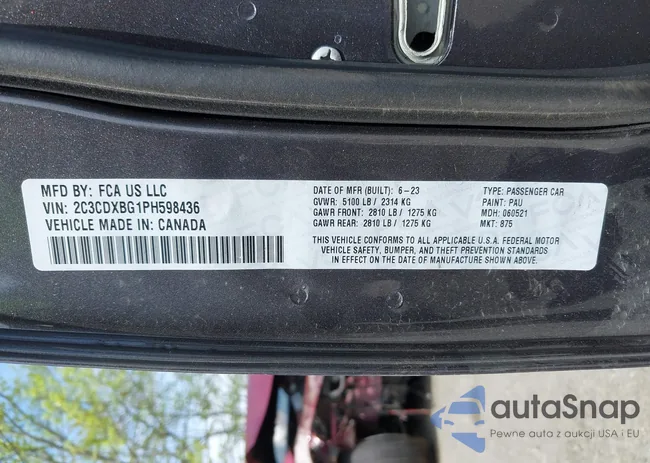 MFD BY: FCA US LLC
VIN: 2C3CDXBG1PH598436
VEHICLE MADE IN: CANADA
DATE OF MFR (BUILT): 6-23
GVWR: 5100 LB / 2314 KG
GAWR FRONT: 2810 LB / 1275 KG
GAWR REAR: 2810 LB / 1275 KG
TYPE: PASSENGER CAR
PAINT: PAU
MDH: 060521
MKT: 875
THIS VEHICLE CONFORMS TO ALL APPLICABLE U.S.A. FEDERAL MOTOR
VEHICLE SAFETY, BUMPER, AND THEFT PREVENTION STANDARDS
IN EFFECT ON THE DATE OF MANUFACTURE SHOWN ABOVE.
autoSnap
Pewne auta z aukcji USA i EU